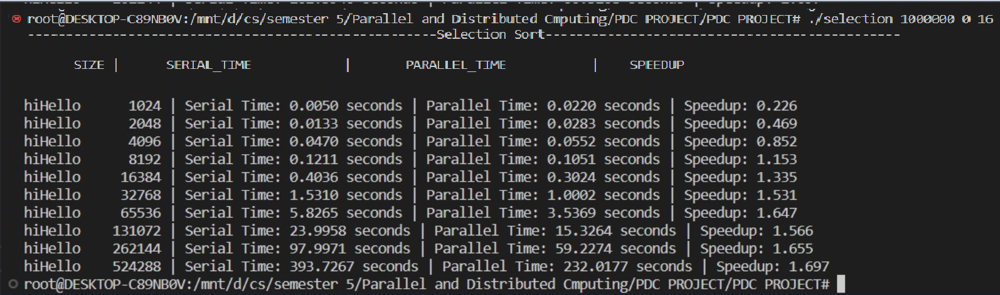 root@DESKTOP-C89NB0V:/mnt/d/cs/semester 5/Parallel and Distributed Cmputing/PDC PROJECT/PDC PROJECT# ./selection 1000000 0 16
--------------------------------------------------Selection Sort-------------------------------------------
SIZE | SERIAL_TIME | PARALLEL_TIME | SPEEDUP
hiHello 1024 | Serial Time: 0.0050 seconds | Parallel Time: 0.0220 seconds | Speedup: 0.226
hiHello 2048 | Serial Time: 0.0133 seconds | Parallel Time: 0.0283 seconds | Speedup: 0.469
hiHello 4096 | Serial Time: 0.0470 seconds | Parallel Time: 0.0552 seconds | Speedup: 0.852
hiHello 8192 | Serial Time: 0.1211 seconds | Parallel Time: 0.1051 seconds | Speedup: 1.153
hiHello 16384 | Serial Time: 0.4036 seconds | Parallel Time: 0.3024 seconds | Speedup: 1.335
hiHello 32768 | Serial Time: 1.5310 seconds | Parallel Time: 1.0002 seconds | Speedup: 1.531
hiHello 65536 | Serial Time: 5.8265 seconds | Parallel Time: 3.5369 seconds | Speedup: 1.647
hiHello 131072 | Serial Time: 23.9958 seconds | Parallel Time: 15.3264 seconds | Speedup: 1.566
hiHello 262144 | Serial Time: 97.9971 seconds | Parallel Time: 59.2274 seconds | Speedup: 1.655
hiHello 524288 | Serial Time: 393.7267 seconds | Parallel Time: 232.0177 seconds | Speedup: 1.697
root@DESKTOP-C89NB0V:/mnt/d/cs/semester 5/Parallel and Distributed Cmputing/PDC PROJECT/PDC PROJECT#